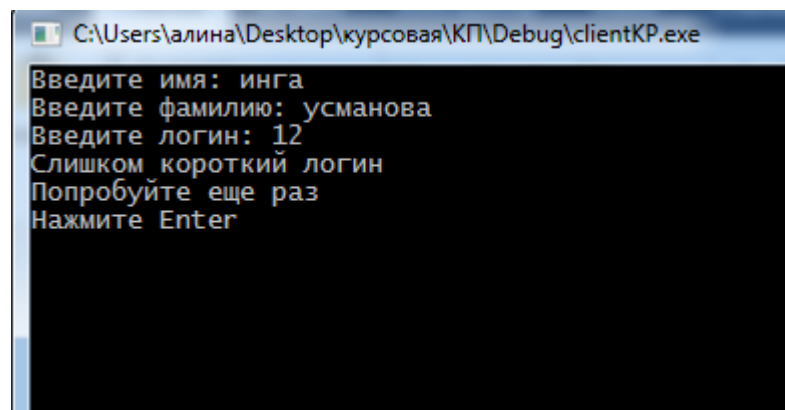 C:\Users\алина\Desktop\курсовая\КП\Debug\clientKP.exe
Введите имя: инга
Введите фамилию: усманова
Введите логин: 12
Слишком короткий логин
Попробуйте еще раз
Нажмите Enter